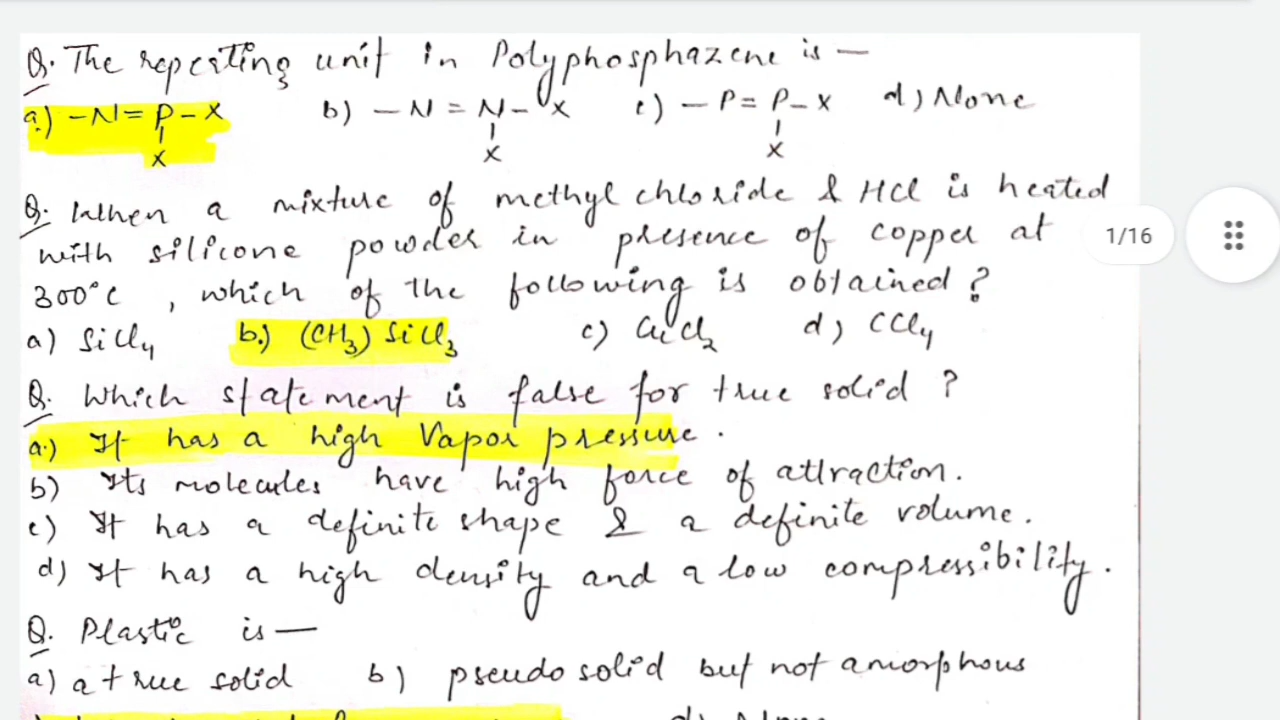 Q. The repeating unit in Polyphosphazene is —
a.) –N=P–X b) –N=N–X c) –P=P–X d) None
X X X
Q. When a mixture of methyl chloride & HCl is heated
with silicone powder in presence of copper at
300°C , which of the following is obtained ?
a) SiCl4 b.) (CH3) SiCl3 c) CuCl2 d) CCl4
Q. Which statement is false for true solid ?
a.) It has a high Vapor pressure .
b) Its molecules have high force of attraction.
c) It has a definite shape & a definite volume.
d) It has a high density and a low compressibility.
Q. Plastic is —
a) a true solid b) pseudo solid but not amorphous
d) None
1/16